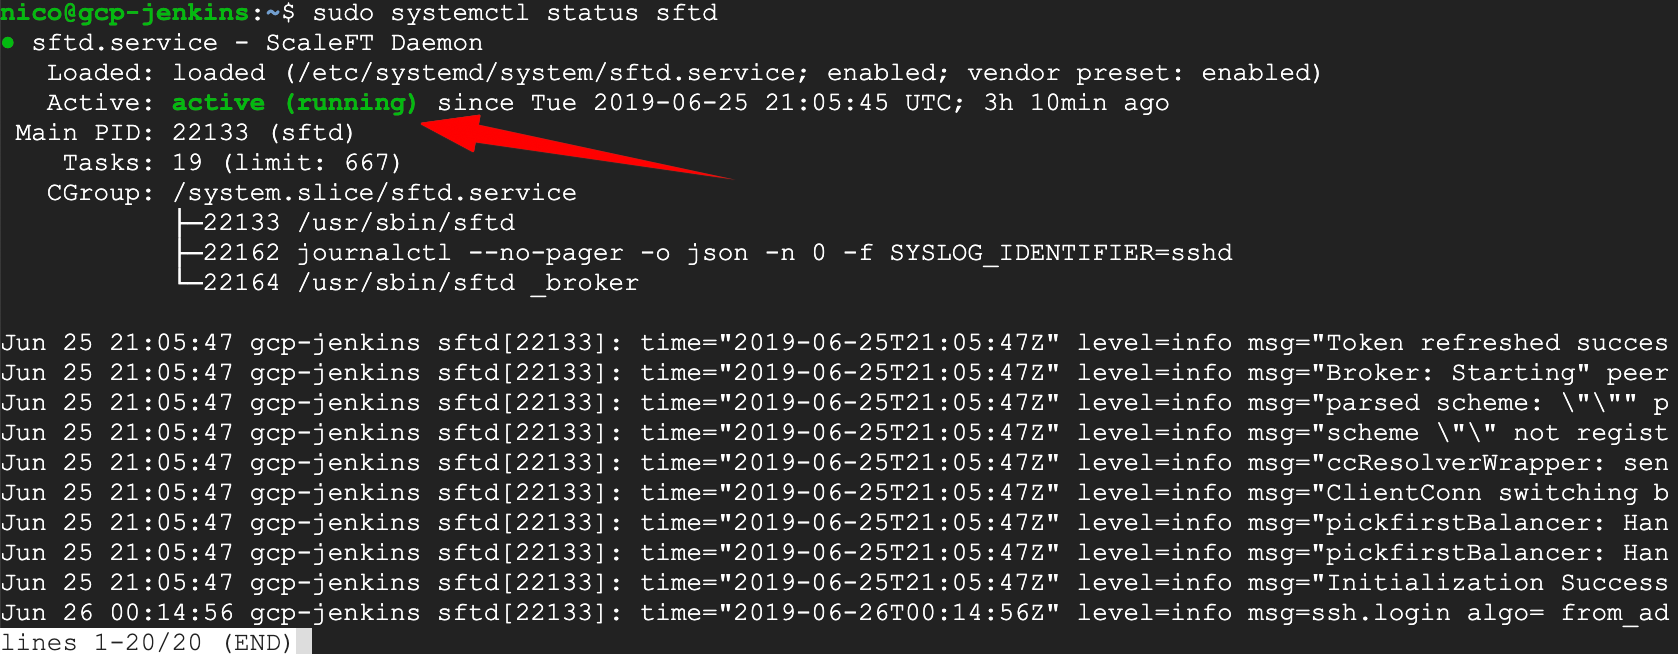 nico@gcp-jenkins:~$ sudo systemctl status sftd
● sftd.service - ScaleFT Daemon
   Loaded: loaded (/etc/systemd/system/sftd.service; enabled; vendor preset: enabled)
   Active: active (running) since Tue 2019-06-25 21:05:45 UTC; 3h 10min ago
 Main PID: 22133 (sftd)
    Tasks: 19 (limit: 667)
   CGroup: /system.slice/sftd.service
           ├─22133 /usr/sbin/sftd
           ├─22162 journalctl --no-pager -o json -n 0 -f SYSLOG_IDENTIFIER=sshd
           └─22164 /usr/sbin/sftd _broker
Jun 25 21:05:47 gcp-jenkins sftd[22133]: time="2019-06-25T21:05:47Z" level=info msg="Token refreshed succes
Jun 25 21:05:47 gcp-jenkins sftd[22133]: time="2019-06-25T21:05:47Z" level=info msg="Broker: Starting" peer
Jun 25 21:05:47 gcp-jenkins sftd[22133]: time="2019-06-25T21:05:47Z" level=info msg="parsed scheme: \"\"" p
Jun 25 21:05:47 gcp-jenkins sftd[22133]: time="2019-06-25T21:05:47Z" level=info msg="scheme \"\" not regist
Jun 25 21:05:47 gcp-jenkins sftd[22133]: time="2019-06-25T21:05:47Z" level=info msg="ccResolverWrapper: sen
Jun 25 21:05:47 gcp-jenkins sftd[22133]: time="2019-06-25T21:05:47Z" level=info msg="ClientConn switching b
Jun 25 21:05:47 gcp-jenkins sftd[22133]: time="2019-06-25T21:05:47Z" level=info msg="pickfirstBalancer: Han
Jun 25 21:05:47 gcp-jenkins sftd[22133]: time="2019-06-25T21:05:47Z" level=info msg="pickfirstBalancer: Han
Jun 25 21:05:47 gcp-jenkins sftd[22133]: time="2019-06-25T21:05:47Z" level=info msg="Initialization Success
Jun 26 00:14:56 gcp-jenkins sftd[22133]: time="2019-06-26T00:14:56Z" level=info msg=ssh.login algo= from_ad
lines 1-20/20 (END)